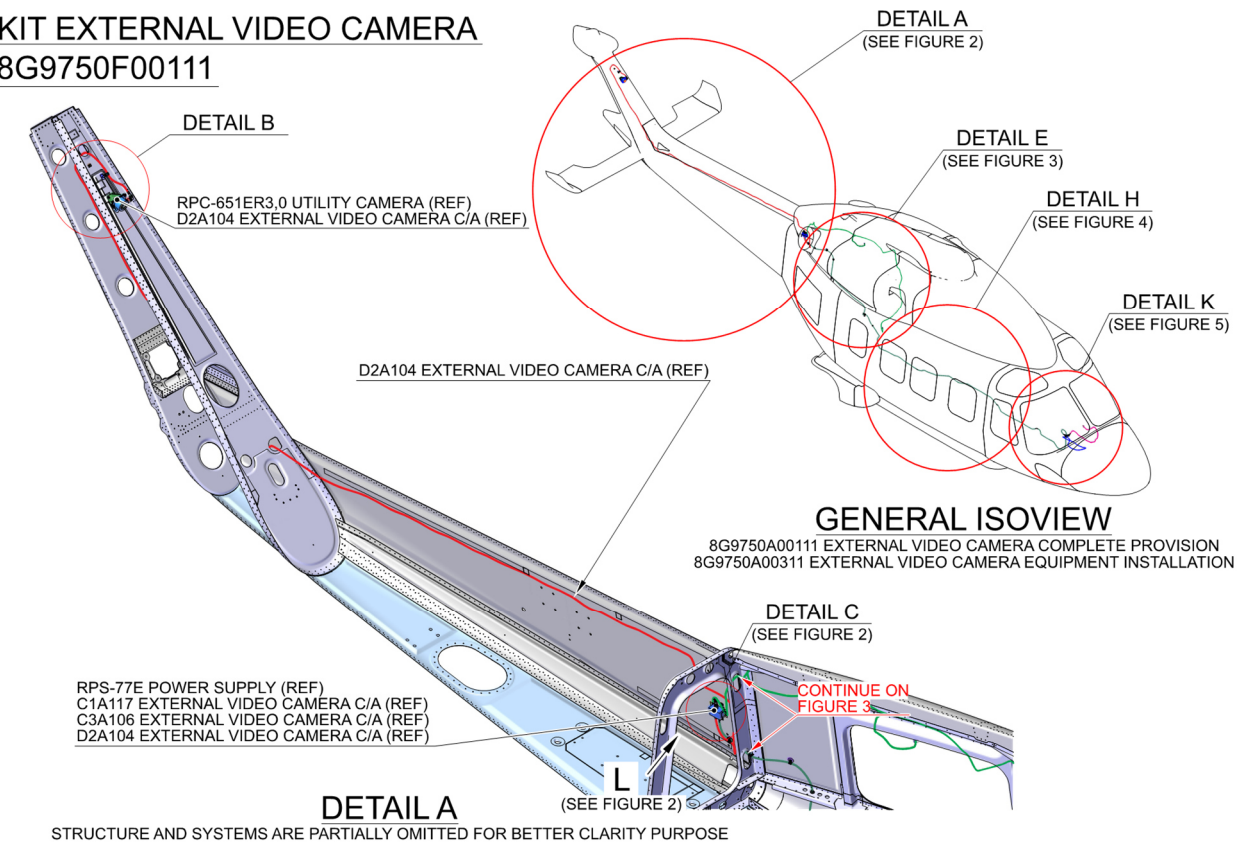 KIT EXTERNAL VIDEO CAMERA
8G9750F00111
DETAIL A
(SEE FIGURE 2)
DETAIL B
DETAIL E
(SEE FIGURE 3)
RPC-651ER3,0 UTILITY CAMERA (REF)
D2A104 EXTERNAL VIDEO CAMERA C/A (REF)
DETAIL H
(SEE FIGURE 4)
DETAIL K
(SEE FIGURE 5)
D2A104 EXTERNAL VIDEO CAMERA C/A (REF)
GENERAL ISOVIEW
8G9750A00111 EXTERNAL VIDEO CAMERA COMPLETE PROVISION
8G9750A00311 EXTERNAL VIDEO CAMERA EQUIPMENT INSTALLATION
DETAIL C
(SEE FIGURE 2)
RPS-77E POWER SUPPLY (REF)
C1A117 EXTERNAL VIDEO CAMERA C/A (REF)
C3A106 EXTERNAL VIDEO CAMERA C/A (REF)
D2A104 EXTERNAL VIDEO CAMERA C/A (REF)
CONTINUE ON
FIGURE 3
L
(SEE FIGURE 2)
DETAIL A
STRUCTURE AND SYSTEMS ARE PARTIALLY OMITTED FOR BETTER CLARITY PURPOSE